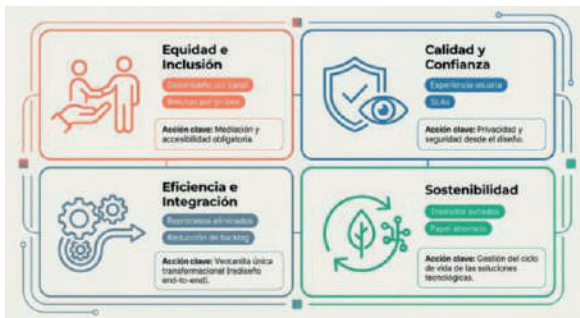 Equidad e
Inclusión
Desempeño por canal
Brechas por grupos
Acción clave: Mediación y
accesibilidad obligatoria.
Calidad y
Confianza
Experiencia usuaria
SLAs
Acción clave: Privacidad y
seguridad desde el diseño.
Eficiencia e
Integración
Reprocesos eliminados
Reducción de backlog
Acción clave: Ventanilla única
transformacional (rediseño
end-to-end).
Sostenibilidad
Traslados evitados
Papel ahorrado
Acción clave: Gestión del ciclo
de vida de las soluciones
tecnológicas.